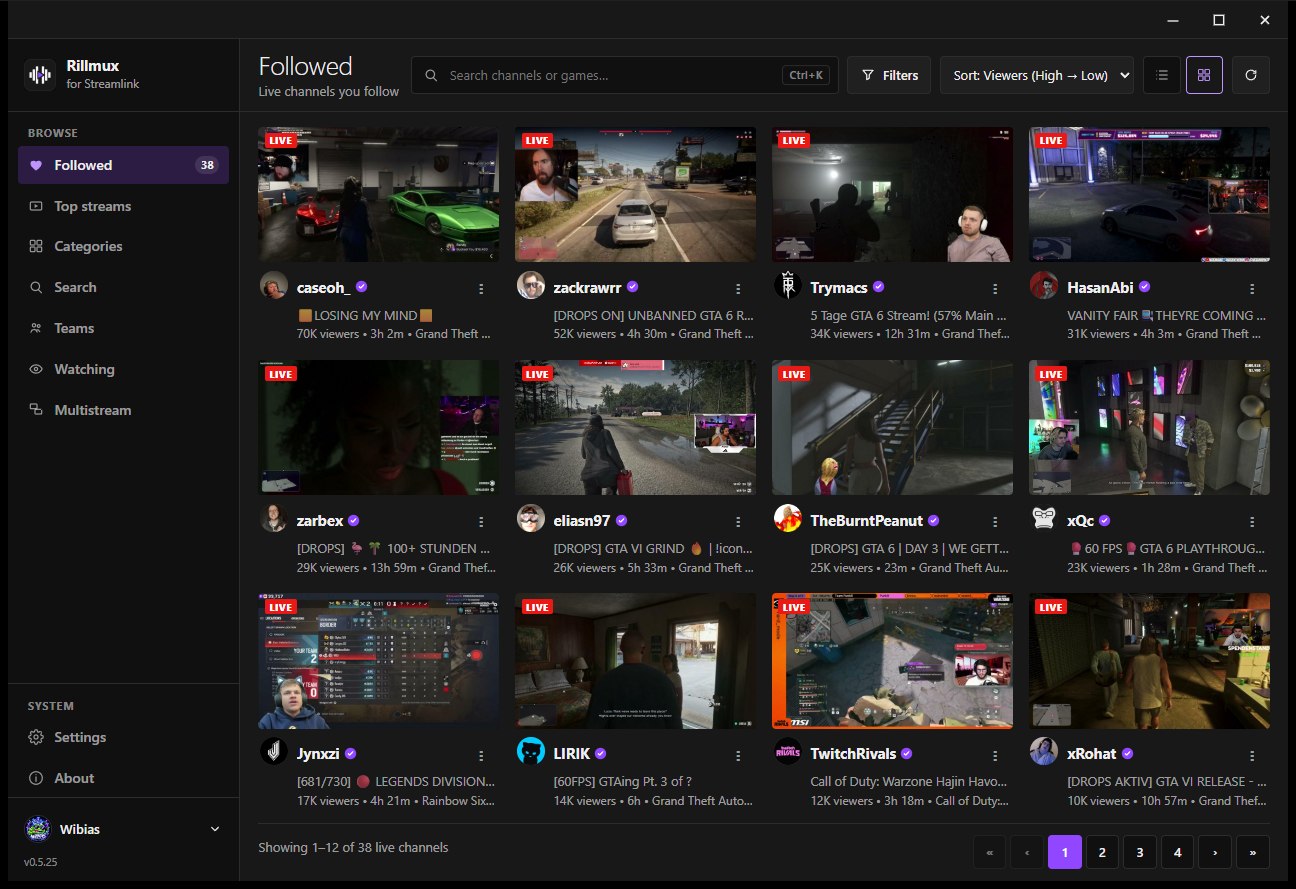 Rillmux
for Streamlink
BROWSE
Followed 38
Top streams
Categories
Search
Teams
Watching
Multistream
SYSTEM
Settings
About
Wibias
v0.5.25
Followed
Live channels you follow
Search channels or games...
Ctrl+K
Filters
Sort: Viewers (High → Low)
LIVE
caseoh_
🟧LOSING MY MIND🟧
70K viewers • 3h 2m • Grand Theft ...
LIVE
zackrawrr
[DROPS ON] UNBANNED GTA 6 R...
52K viewers • 4h 30m • Grand Theft ...
LIVE
Trymacs
5 Tage GTA 6 Stream! (57% Main ...
34K viewers • 12h 31m • Grand Thef...
LIVE
HasanAbi
VANITY FAIR THEYRE COMING ...
31K viewers • 4h 3m • Grand Theft ...
LIVE
zarbex
[DROPS] 🦩 🌴 100+ STUNDEN ...
29K viewers • 13h 59m • Grand Thef...
LIVE
eliasn97
[DROPS] GTA VI GRIND 🔥 | !icon...
26K viewers • 5h 33m • Grand Theft ...
LIVE
TheBurntPeanut
[DROPS] GTA 6 | DAY 3 | WE GETT...
25K viewers • 23m • Grand Theft Au...
LIVE
xQc
🥊60 FPS🥊GTA 6 PLAYTHROUG...
23K viewers • 1h 28m • Grand Theft ...
LIVE
YOUR TEAM
2
0
Jynxzi
[681/730] 🔴 LEGENDS DIVISION...
17K viewers • 4h 21m • Rainbow Six...
LIVE
LIRIK
[60FPS] GTAing Pt. 3 of ?
14K viewers • 6h • Grand Theft Auto...
LIVE
msi
RIVALS
TwitchRivals
Call of Duty: Warzone Hajin Havo...
12K viewers • 3h 18m • Call of Duty:...
LIVE
SPENDENSTAND
xRohat
[DROPS AKTIV] GTA VI RELEASE - ...
10K viewers • 10h 57m • Grand Thef...
Showing 1–12 of 38 live channels
« ‹ 1 2 3 4 › »